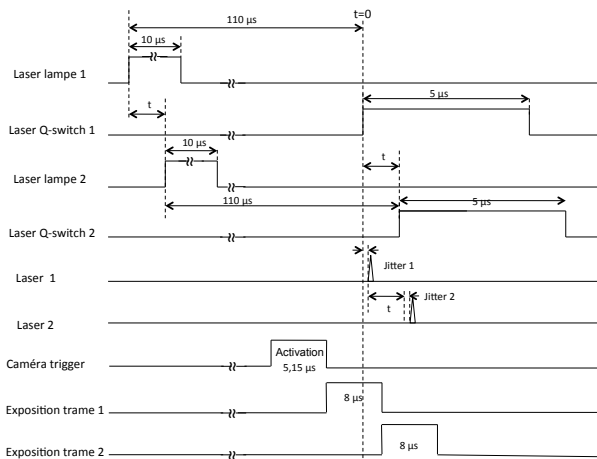 t=0
110 µs
10 µs
Laser lampe 1
t
5 µs
Laser Q-switch 1
10 µs
t
Laser lampe 2
110 µs
5 µs
Laser Q-switch 2
Jitter 1
Laser 1
t
Jitter 2
Laser 2
Activation
5,15 µs
Caméra trigger
8 µs
Exposition trame 1
8 µs
Exposition trame 2